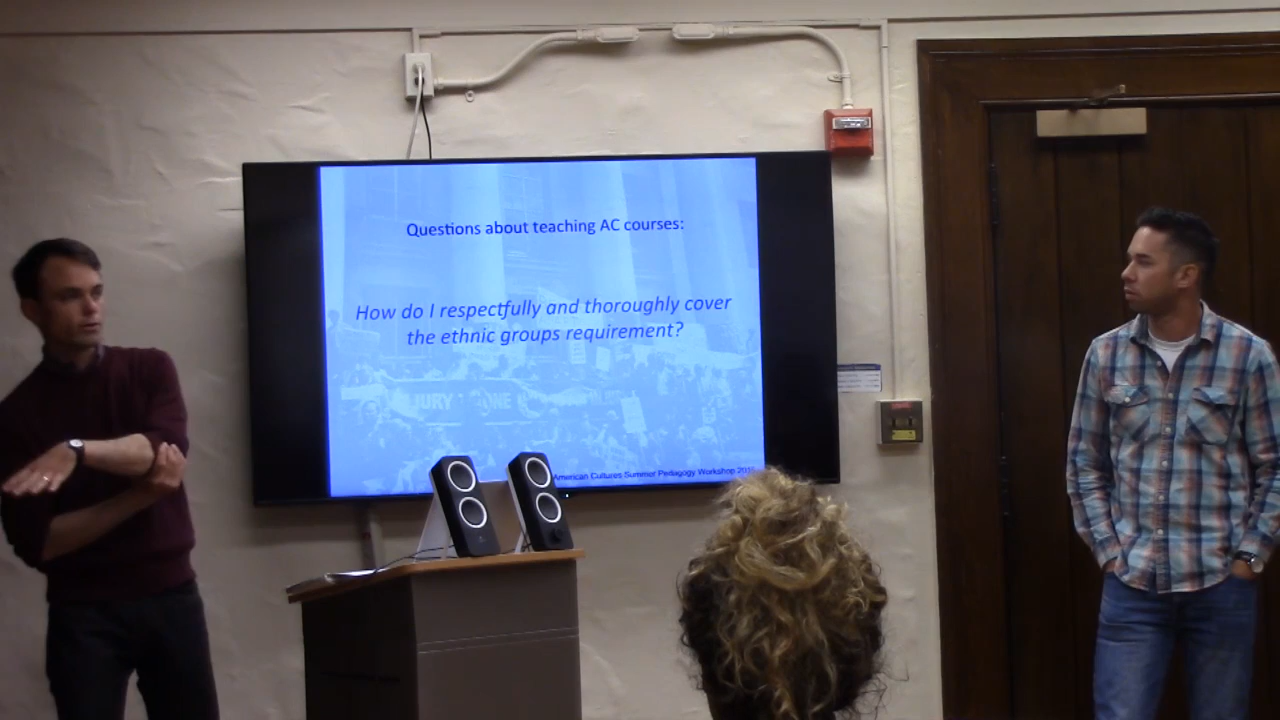 Questions about teaching AC courses:
How do I respectfully and thoroughly cover
the ethnic groups requirement?
American Cultures Summer Pedagogy Workshop